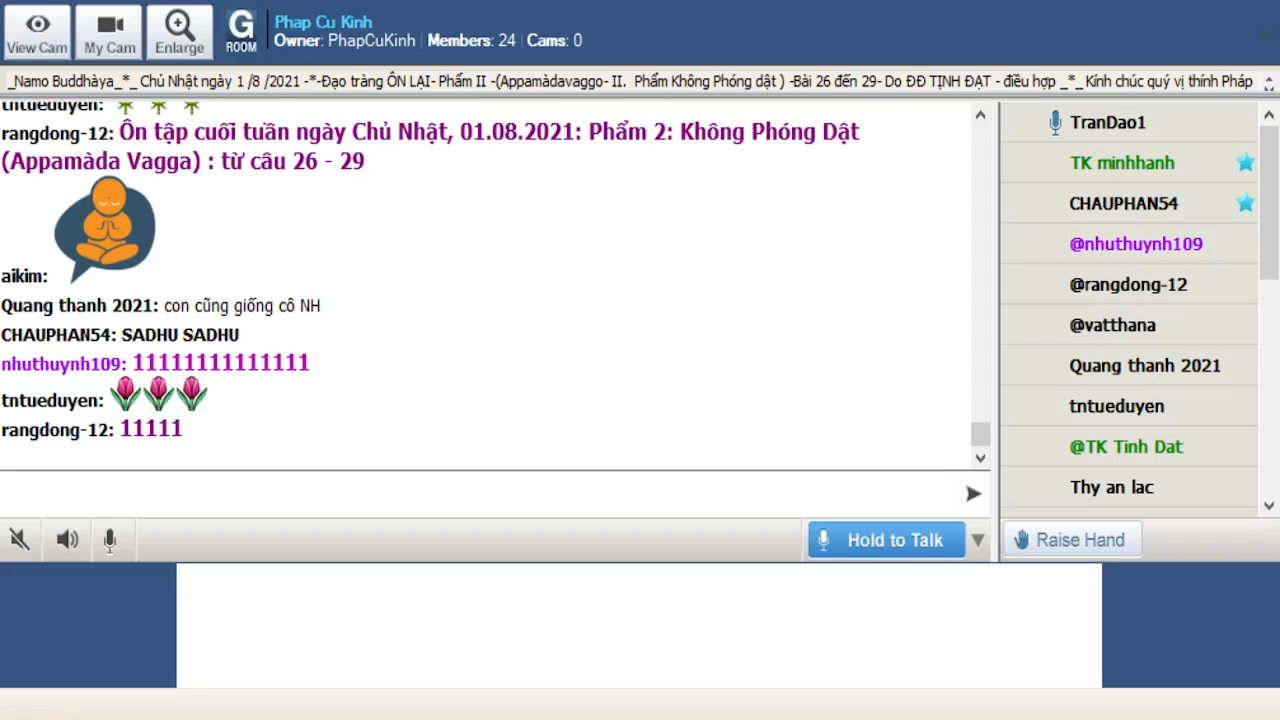 View Cam
My Cam
Enlarge
G
ROOM
Phap Cu Kinh
Owner: PhapCuKinh | Members: 24 | Cams: 0
_Namo Buddhàya_*_ Chủ Nhật ngày 1 /8 /2021 -*-Đạo tràng ÔN LẠI- Phẩm II -(Appamàdavaggo- II. Phẩm Không Phóng dật ) -Bài 26 đến 29- Do ĐĐ TỊNH ĐẠT - điều hợp _*_ Kính chúc quý vị thính Pháp
tntueduyen:
rangdong-12: Ôn tập cuối tuần ngày Chủ Nhật, 01.08.2021: Phẩm 2: Không Phóng Dật
(Appamàda Vagga) : từ câu 26 - 29
aikim:
Quang thanh 2021: con cũng giống cô NH
CHAUPHAN54: SADHU SADHU
nhuthuynh109: 11111111111111
tntueduyen:
rangdong-12: 11111
TranDao1
TK minhhanh
CHAUPHAN54
@nhuthuynh109
@rangdong-12
@vatthana
Quang thanh 2021
tntueduyen
@TK Tinh Dat
Thy an lac
Hold to Talk
Raise Hand